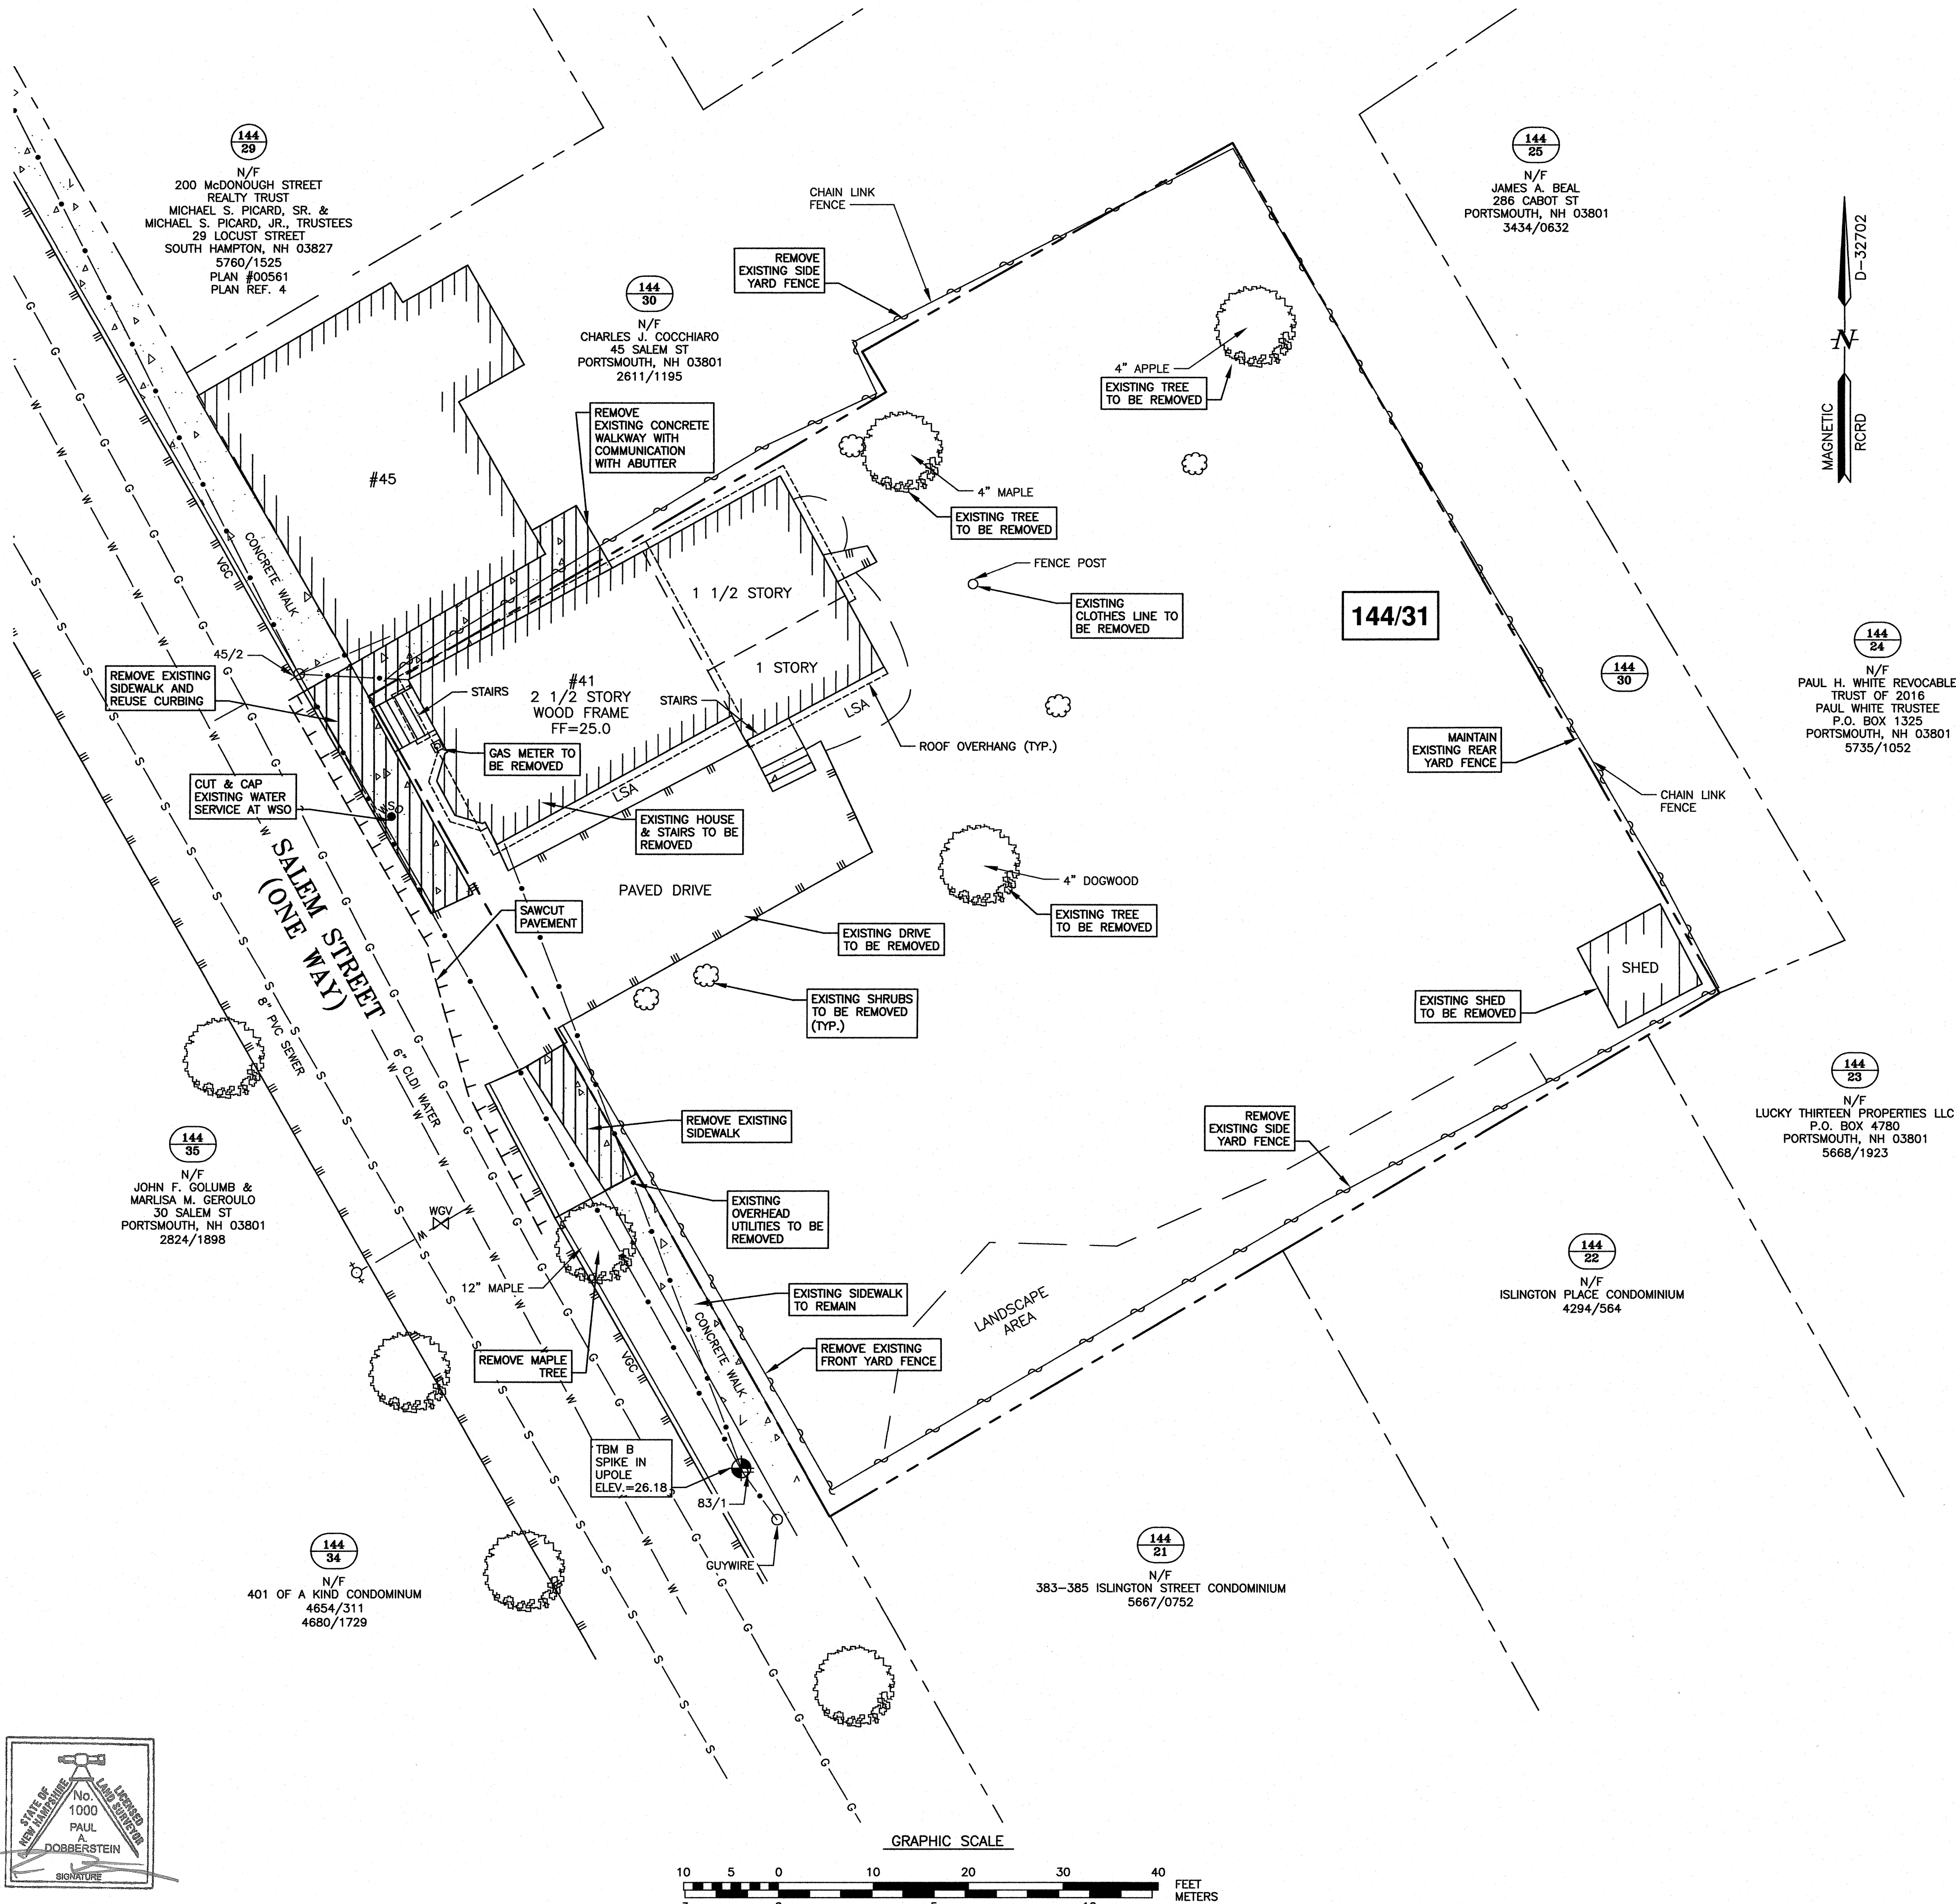 144
29
N/F
200 McDONOUGH STREET
REALTY TRUST
MICHAEL S. PICARD, SR. &
MICHAEL S. PICARD, JR., TRUSTEES
29 LOCUST STREET
SOUTH HAMPTON, NH 03827
5760/1525
PLAN #00561
PLAN REF. 4
144
30
N/F
CHARLES J. COCCHIARO
45 SALEM ST
PORTSMOUTH, NH 03801
2611/1195
CHAIN LINK
FENCE
REMOVE
EXISTING SIDE
YARD FENCE
144
25
N/F
JAMES A. BEAL
286 CABOT ST
PORTSMOUTH, NH 03801
3434/0632
D-32702
N
MAGNETIC
RCRD
4" APPLE
EXISTING TREE
TO BE REMOVED
REMOVE
EXISTING CONCRETE
WALKWAY WITH
COMMUNICATION
WITH ABUTTER
#45
4" MAPLE
EXISTING TREE
TO BE REMOVED
FENCE POST
EXISTING
CLOTHES LINE TO
BE REMOVED
144/31
144
30
144
24
N/F
PAUL H. WHITE REVOCABLE
TRUST OF 2016
PAUL WHITE TRUSTEE
P.O. BOX 1325
PORTSMOUTH, NH 03801
5735/1052
CONCRETE WALK
VGC
45/2
REMOVE EXISTING
SIDEWALK AND
REUSE CURBING
1 1/2 STORY
1 STORY
#41
2 1/2 STORY
WOOD FRAME
FF=25.0
STAIRS
STAIRS
LSA
ROOF OVERHANG (TYP.)
GAS METER TO
BE REMOVED
MAINTAIN
EXISTING REAR
YARD FENCE
CHAIN LINK
FENCE
CUT & CAP
EXISTING WATER
SERVICE AT WSO
WSO
LSA
EXISTING HOUSE
& STAIRS TO BE
REMOVED
SALEM STREET
(ONE WAY)
PAVED DRIVE
4" DOGWOOD
EXISTING TREE
TO BE REMOVED
SAWCUT
PAVEMENT
EXISTING DRIVE
TO BE REMOVED
SHED
EXISTING SHED
TO BE REMOVED
EXISTING SHRUBS
TO BE REMOVED
(TYP.)
8" PVC SEWER
6" CLDI WATER
144
23
N/F
LUCKY THIRTEEN PROPERTIES LLC
P.O. BOX 4780
PORTSMOUTH, NH 03801
5668/1923
REMOVE EXISTING
SIDEWALK
REMOVE
EXISTING SIDE
YARD FENCE
144
35
N/F
JOHN F. GOLUMB &
MARLISA M. GEROULO
30 SALEM ST
PORTSMOUTH, NH 03801
2824/1898
WGV
EXISTING
OVERHEAD
UTILITIES TO BE
REMOVED
12" MAPLE
EXISTING SIDEWALK
TO REMAIN
LANDSCAPE
AREA
144
22
N/F
ISLINGTON PLACE CONDOMINIUM
4294/564
REMOVE MAPLE
TREE
VGC
CONCRETE WALK
REMOVE EXISTING
FRONT YARD FENCE
TBM B
SPIKE IN
UPOLE
ELEV.=26.18
83/1
GUYWIRE
144
34
N/F
401 OF A KIND CONDOMINUM
4654/311
4680/1729
144
21
N/F
383-385 ISLINGTON STREET CONDOMINIUM
5667/0752
STATE OF
NEW HAMPSHIRE
LICENSED
LAND SURVEYOR
No.
1000
PAUL
A.
DOBBERSTEIN
SIGNATURE
GRAPHIC SCALE
10 5 0 10 20 30 40
FEET
METERS